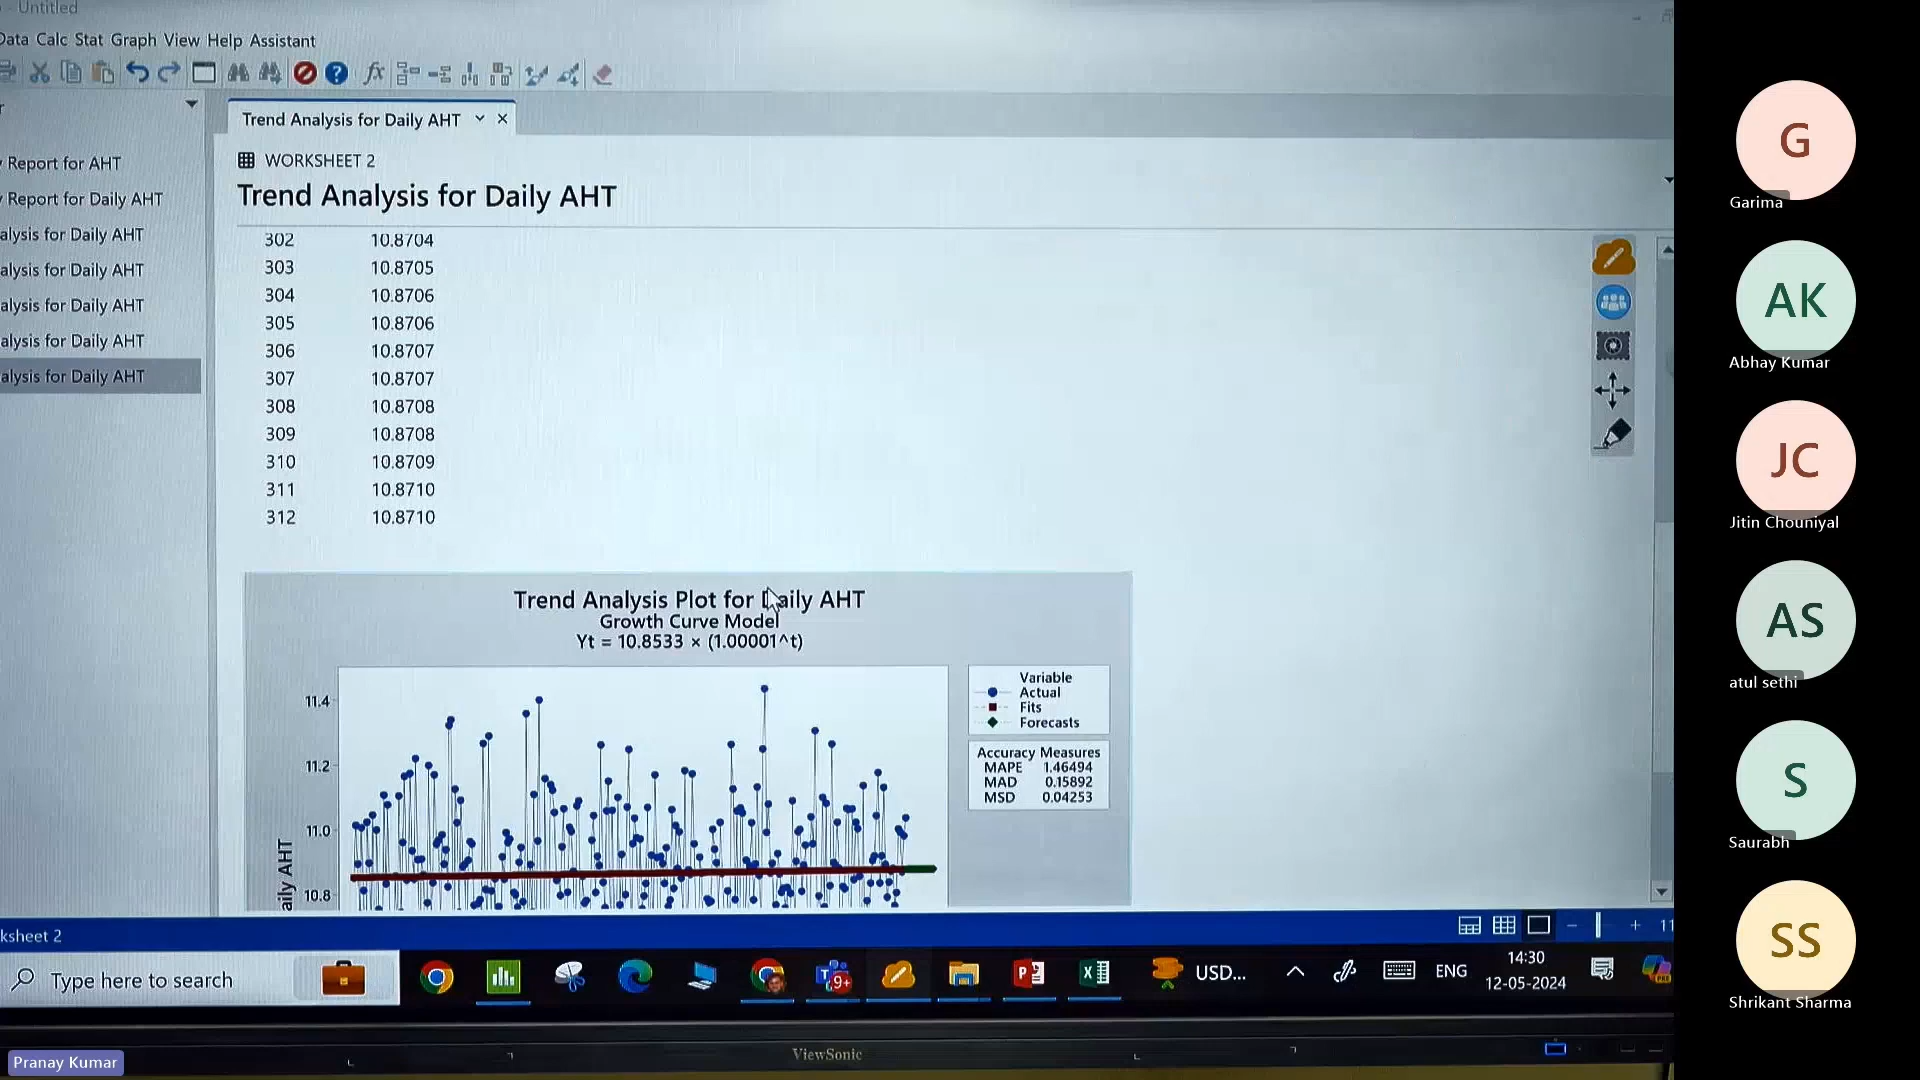 - Untitled
Data Calc Stat Graph View Help Assistant
Report for AHT
Report for Daily AHT
alysis for Daily AHT
alysis for Daily AHT
alysis for Daily AHT
alysis for Daily AHT
alysis for Daily AHT
Trend Analysis for Daily AHT
WORKSHEET 2
Trend Analysis for Daily AHT
302 10.8704
303 10.8705
304 10.8706
305 10.8706
306 10.8707
307 10.8707
308 10.8708
309 10.8708
310 10.8709
311 10.8710
312 10.8710
Trend Analysis Plot for Daily AHT
Growth Curve Model
Yt = 10.8533 × (1.00001^t)
11.4
11.2
11.0
10.8
aily AHT
Variable
Actual
Fits
Forecasts
Accuracy Measures
MAPE 1.46494
MAD 0.15892
MSD 0.04253
ksheet 2
Type here to search
9+
USD...
ENG
14:30
12-05-2024
ViewSonic
Pranay Kumar
G
Garima
AK
Abhay Kumar
JC
Jitin Chouniyal
AS
atul sethi
S
Saurabh
SS
Shrikant Sharma